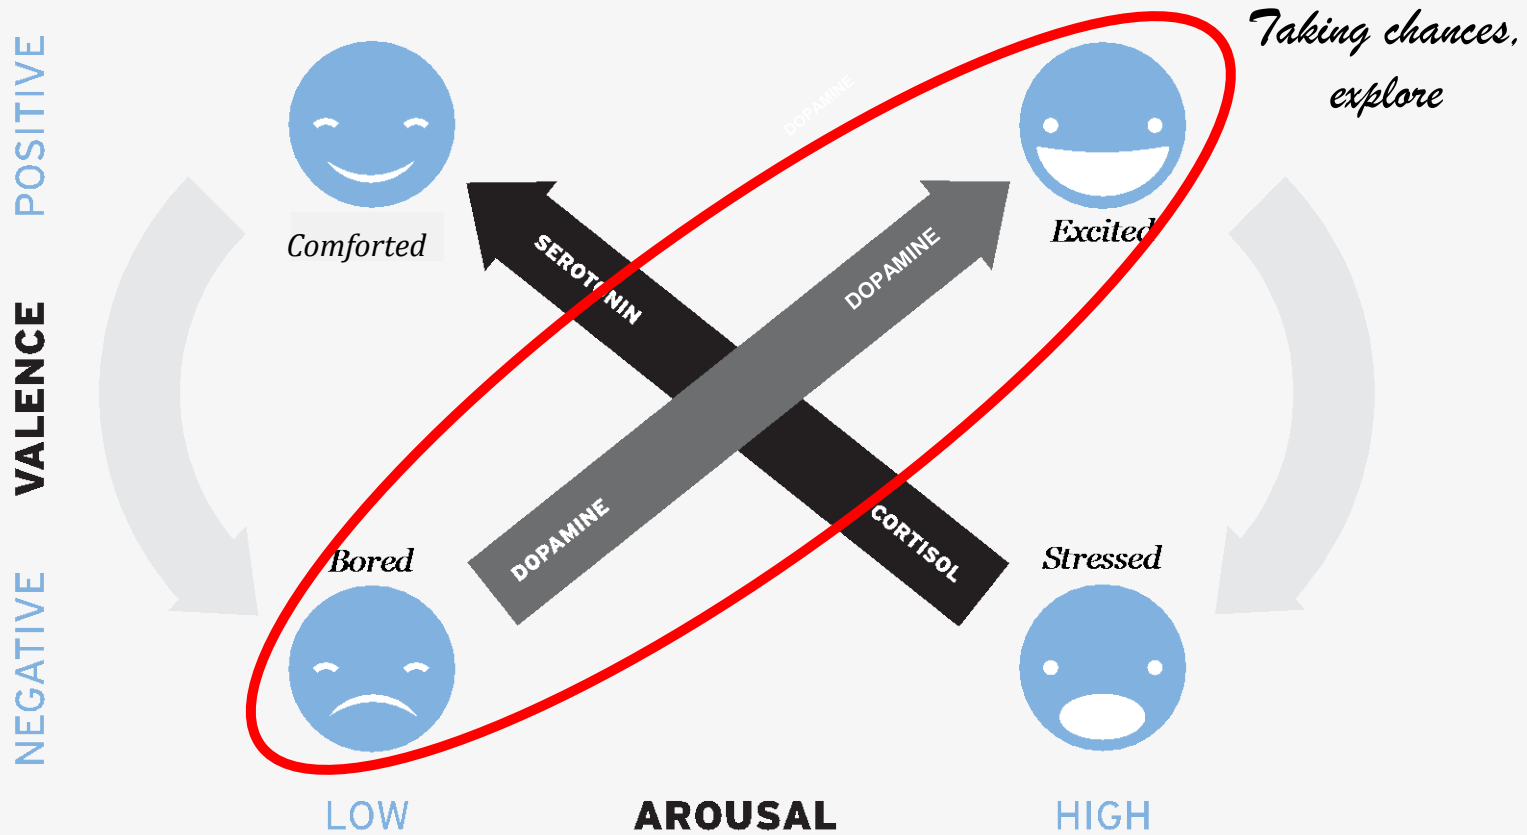 Taking chances,
explore
POSITIVE
DOPAMINE
Comforted
Excited
SEROTONIN
DOPAMINE
VALENCE
DOPAMINE
CORTISOL
Bored
Stressed
NEGATIVE
LOW
AROUSAL
HIGH